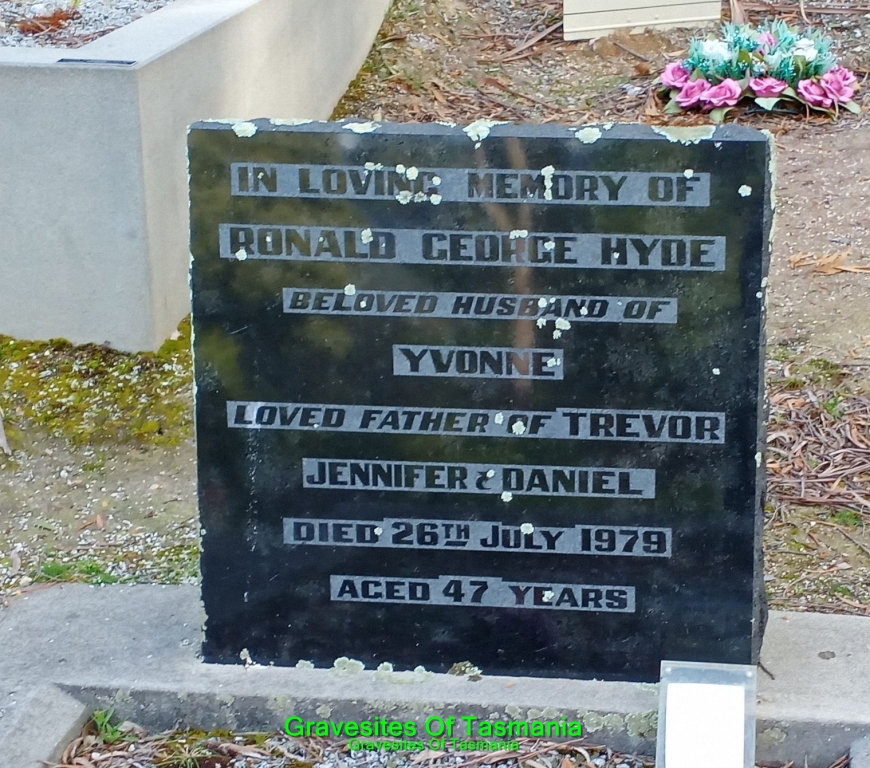 IN LOVING MEMORY OF
RONALD GEORGE HYDE
BELOVED HUSBAND OF
YVONNE
LOVED FATHER OF TREVOR
JENNIFER & DANIEL
DIED 26TH JULY 1979
AGED 47 YEARS
Gravesites Of Tasmania
Gravesites Of Tasmania